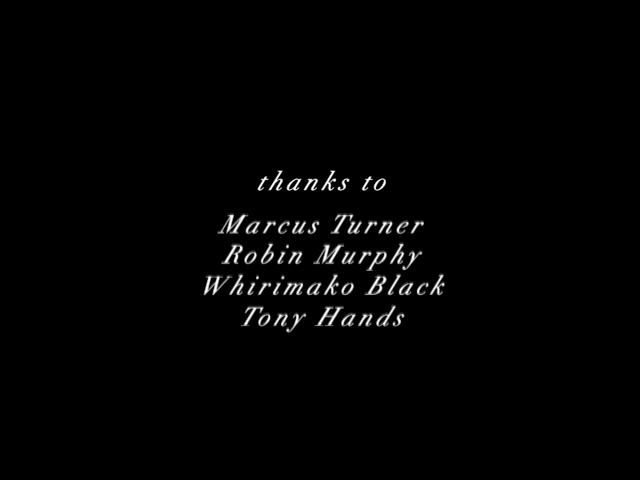 thanks to
Marcus Turner
Robin Murphy
Whirimako Black
Tony Hands